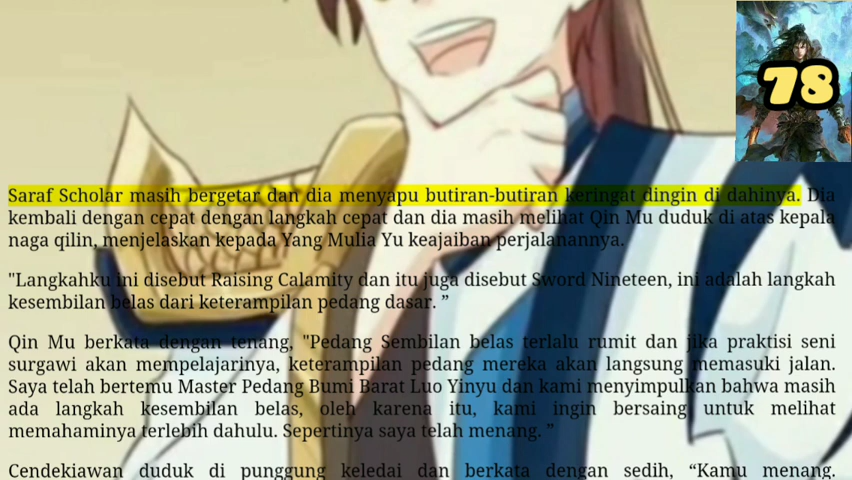 78
Saraf Scholar masih bergetar dan dia menyapu butiran-butiran keringat dingin di dahinya. Dia
kembali dengan cepat dengan langkah cepat dan dia masih melihat Qin Mu duduk di atas kepala
naga qilin, menjelaskan kepada Yang Mulia Yu keajaiban perjalanannya.
"Langkahku ini disebut Raising Calamity dan itu juga disebut Sword Nineteen, ini adalah langkah
kesembilan belas dari keterampilan pedang dasar. ”
Qin Mu berkata dengan tenang, "Pedang Sembilan belas terlalu rumit dan jika praktisi seni
surgawi akan mempelajarinya, keterampilan pedang mereka akan langsung memasuki jalan.
Saya telah bertemu Master Pedang Bumi Barat Luo Yinyu dan kami menyimpulkan bahwa masih
ada langkah kesembilan belas, oleh karena itu, kami ingin bersaing untuk melihat
memahaminya terlebih dahulu. Sepertinya saya telah menang. ”
Cendekiawan duduk di punggung keledai dan berkata dengan sedih, “Kamu menang.